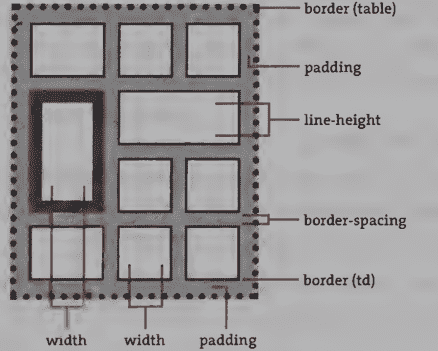 border (table)
padding
line-height
border-spacing
border (td)
width width padding